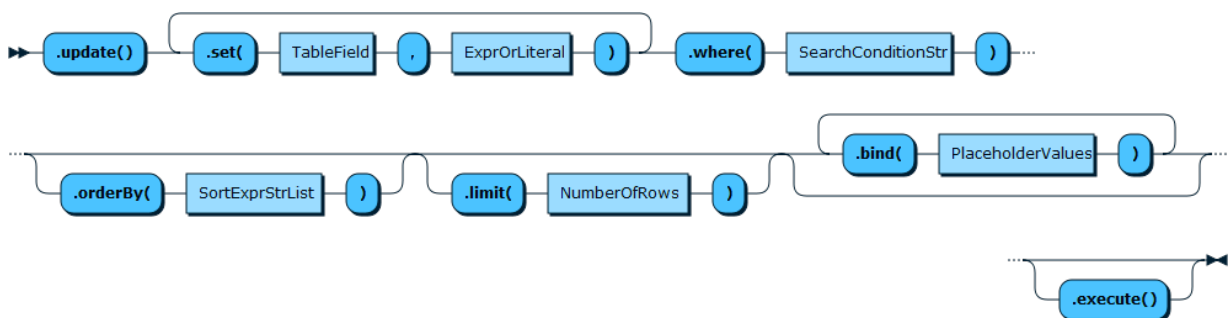 .update() .set( TableField , ExprOrLiteral ) .where( SearchConditionStr )
.bind( PlaceholderValues )
.orderBy( SortExprStrList ) .limit( NumberOfRows )
.execute()